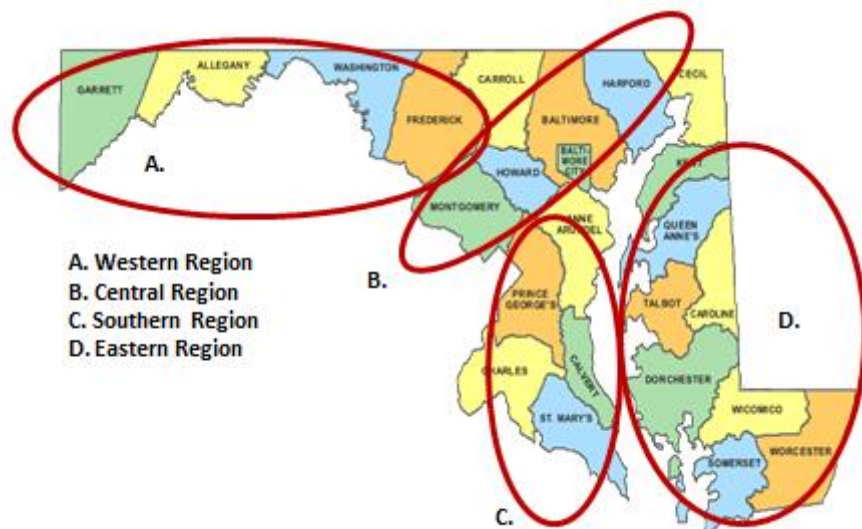 GARRETT
ALLEGANY
WASHINGTON
FREDERICK
CARROLL
BALTIMORE
HARFORD
CECIL
BALTI-
MORE
CITY
HOWARD
MONTGOMERY
KENT
ANNE
ARUNDEL
QUEEN
ANNE'S
PRINCE
GEORGE'S
TALBOT
CAROLINE
CHARLES
CALVERT
ST. MARY'S
DORCHESTER
WICOMICO
SOMERSET
WORCESTER
A.
B.
C.
D.
A. Western Region
B. Central Region
C. Southern Region
D. Eastern Region